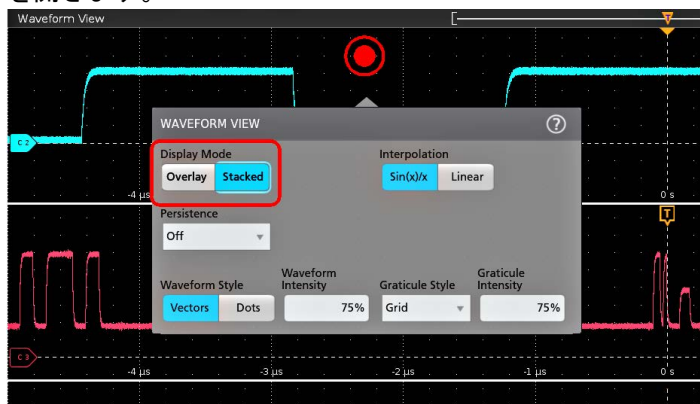 Waveform View
T
C 2
WAVEFORM VIEW
?
Display Mode
Interpolation
Overlay Stacked
Sin(x)/x Linear
-4 µs
0 s
T
Persistence
Off
Waveform Style
Waveform Intensity
Graticule Style
Graticule Intensity
Vectors Dots
75%
Grid
75%
C 3
-4 µs -3 µs -2 µs -1 µs 0 s